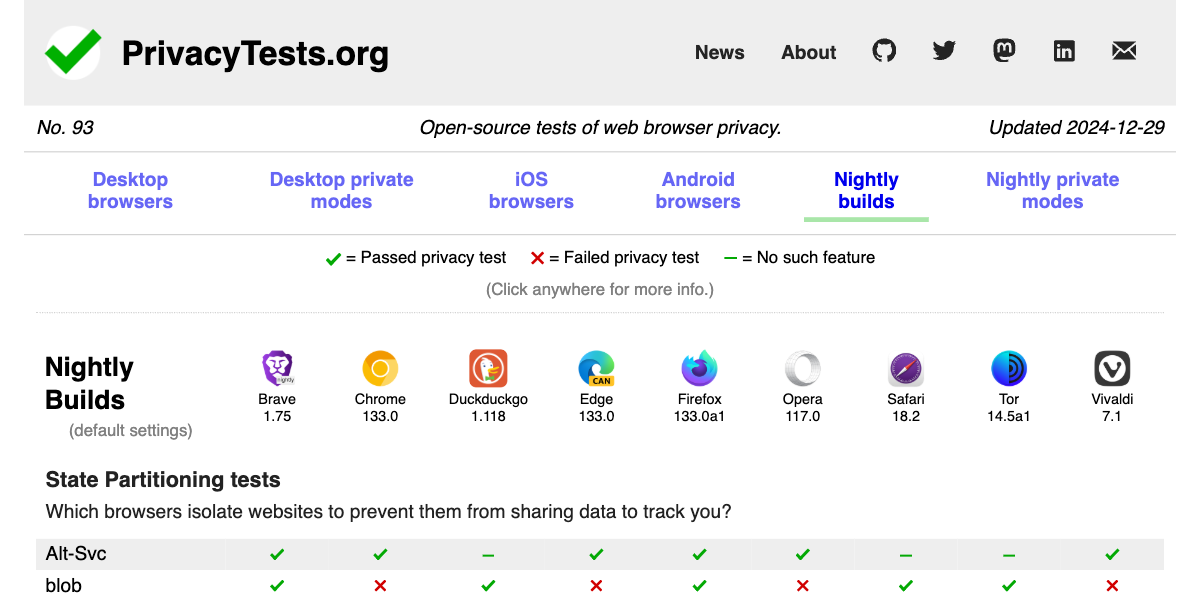 PrivacyTests.org
News About
No. 93 Open-source tests of web browser privacy. Updated 2024-12-29
Desktop browsers Desktop private modes iOS browsers Android browsers Nightly builds Nightly private modes
= Passed privacy test = Failed privacy test = No such feature
(Click anywhere for more info.)
Nightly
Builds
(default settings)
Brave Chrome Duckduckgo Edge Firefox Opera Safari Tor Vivaldi
1.75 133.0 1.118 133.0 133.0a1 117.0 18.2 14.5a1 7.1
nightly
CAN
State Partitioning tests
Which browsers isolate websites to prevent them from sharing data to track you?
Alt-Svc
blob